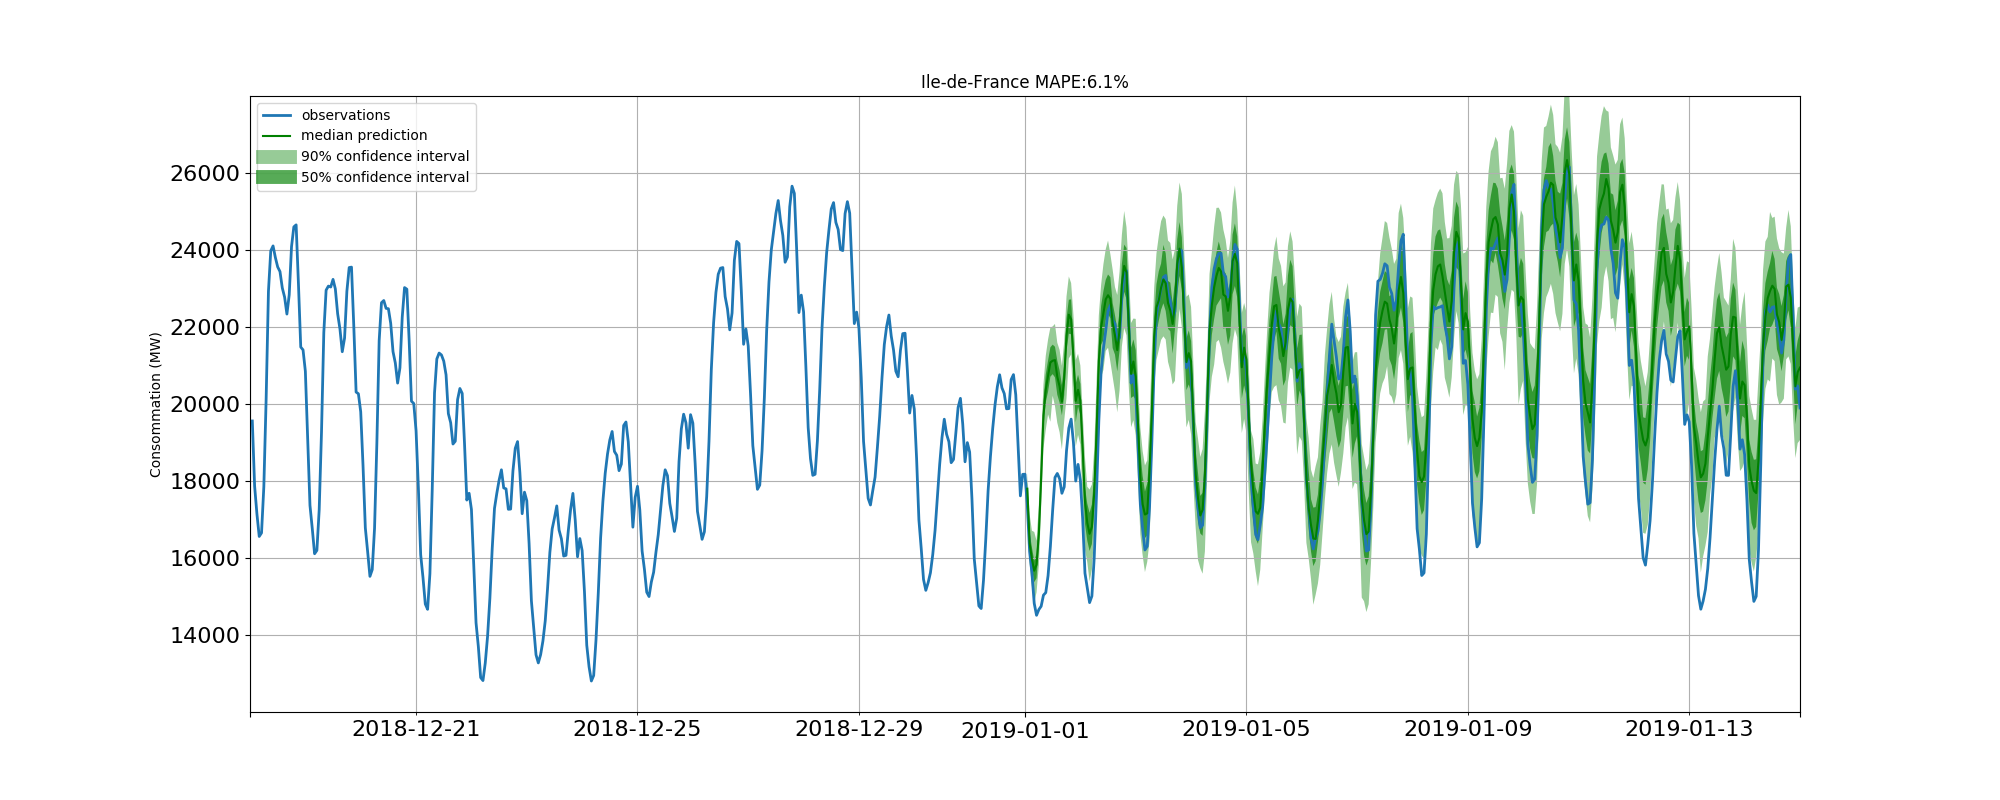 Ile-de-France MAPE:6.1%
observations
median prediction
90% confidence interval
50% confidence interval
Consommation (MW)
26000
24000
22000
20000
18000
16000
14000
2018-12-21
2018-12-25
2018-12-29
2019-01-01
2019-01-05
2019-01-09
2019-01-13